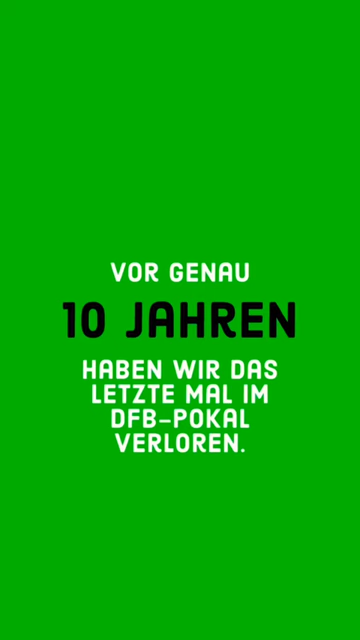 VOR GENAU
10 JAHREN
HABEN WIR DAS
LETZTE MAL IM
DFB-POKAL
VERLOREN.